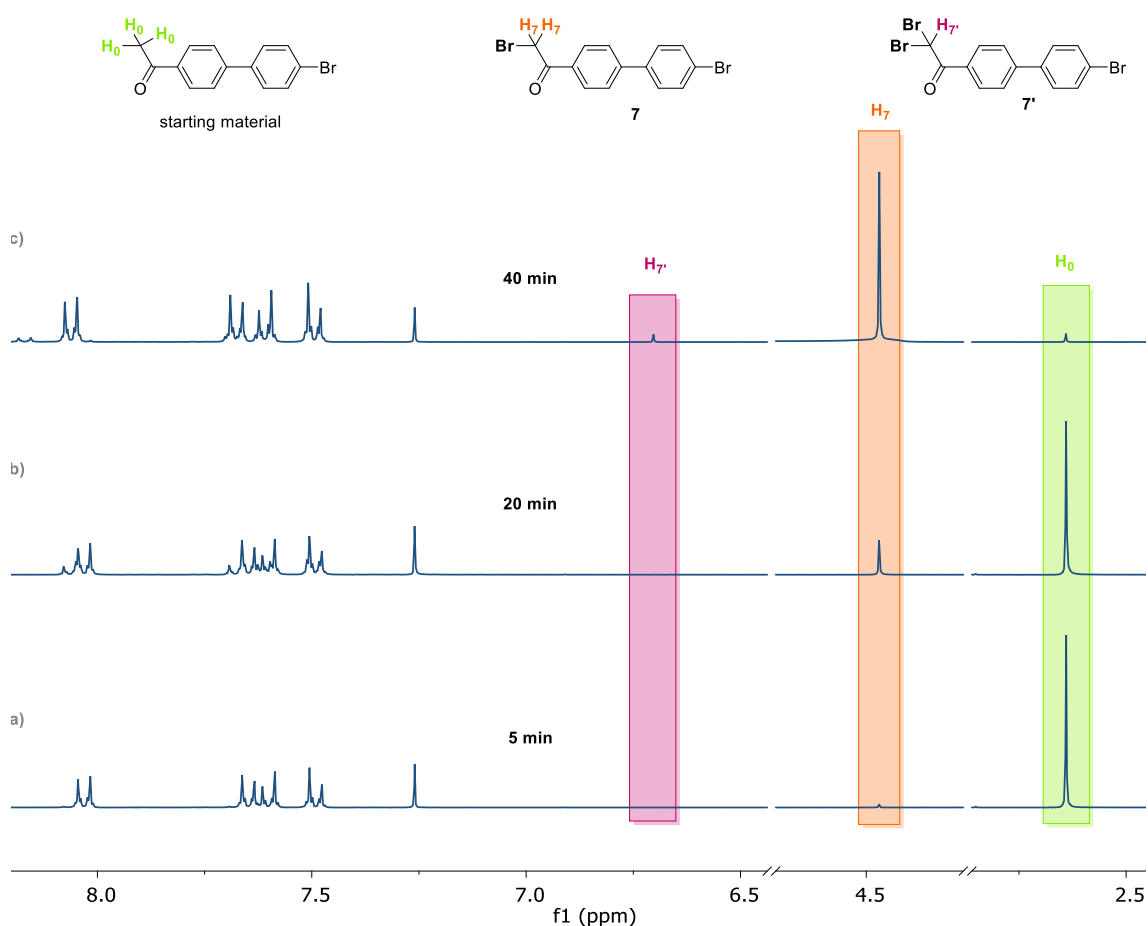 H0
H0 H0
O
Br
starting material
H7 H7
Br
O
Br
7
Br H7'
Br
O
Br
7'
H7
c)
40 min
H7'
H0
b)
20 min
a)
5 min
8.0 7.5 7.0 6.5 4.5 2.5
f1 (ppm)